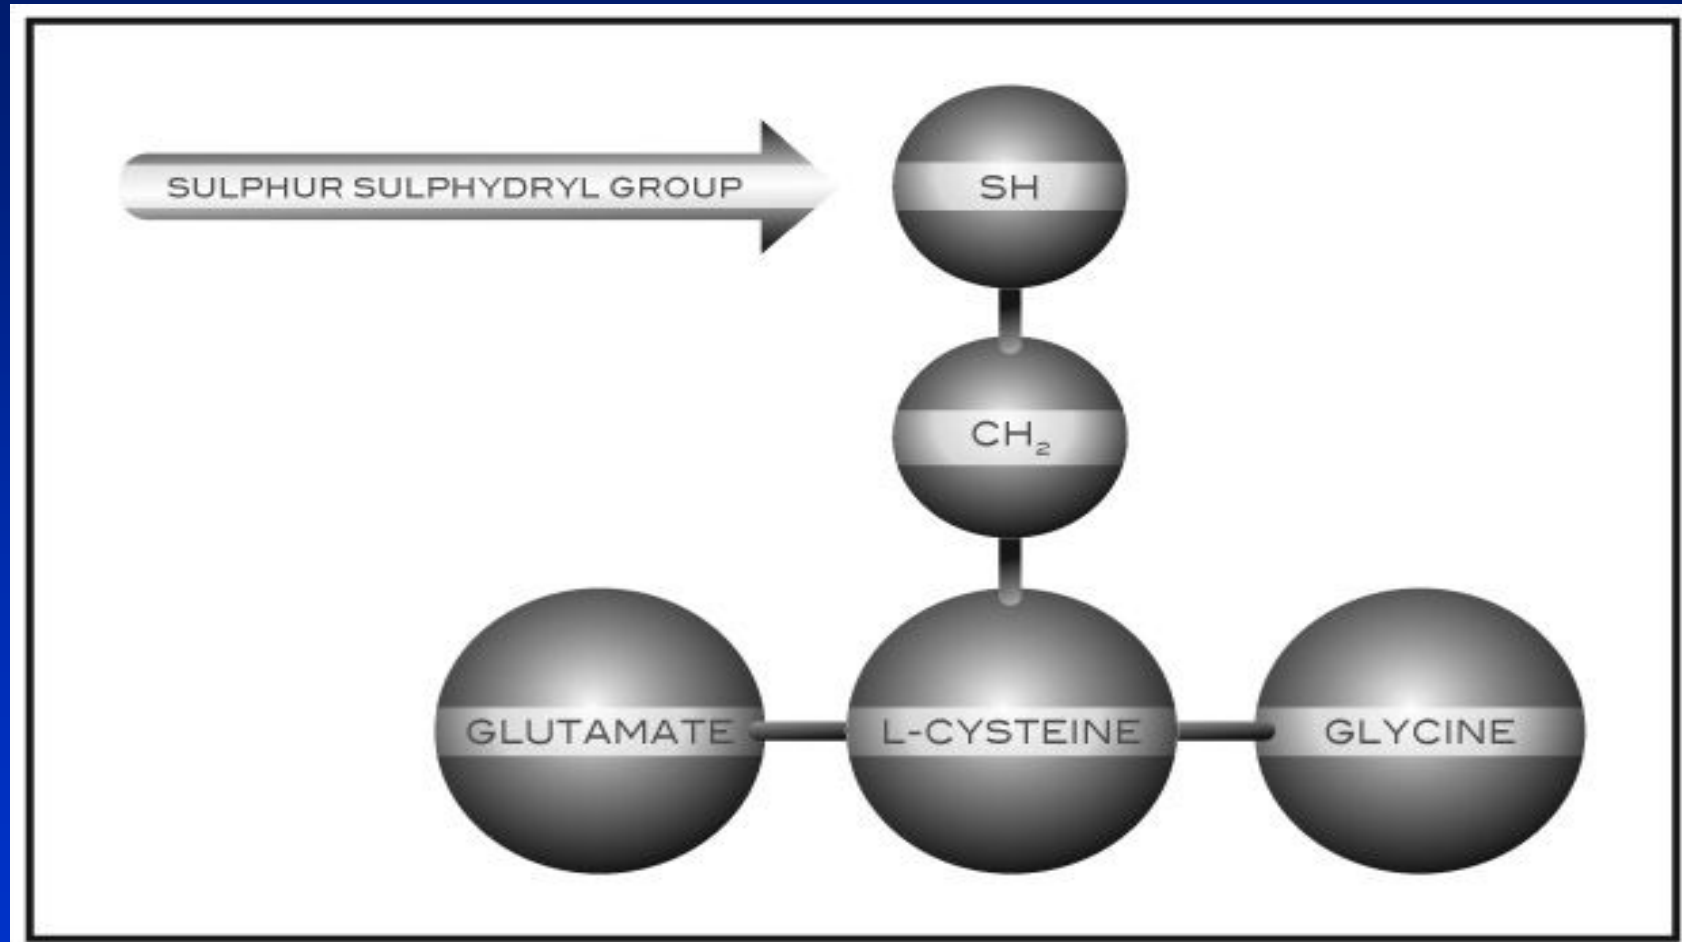 SULPHUR SULPHYDRYL GROUP
SH
CH₂
GLUTAMATE
L-CYSTEINE
GLYCINE